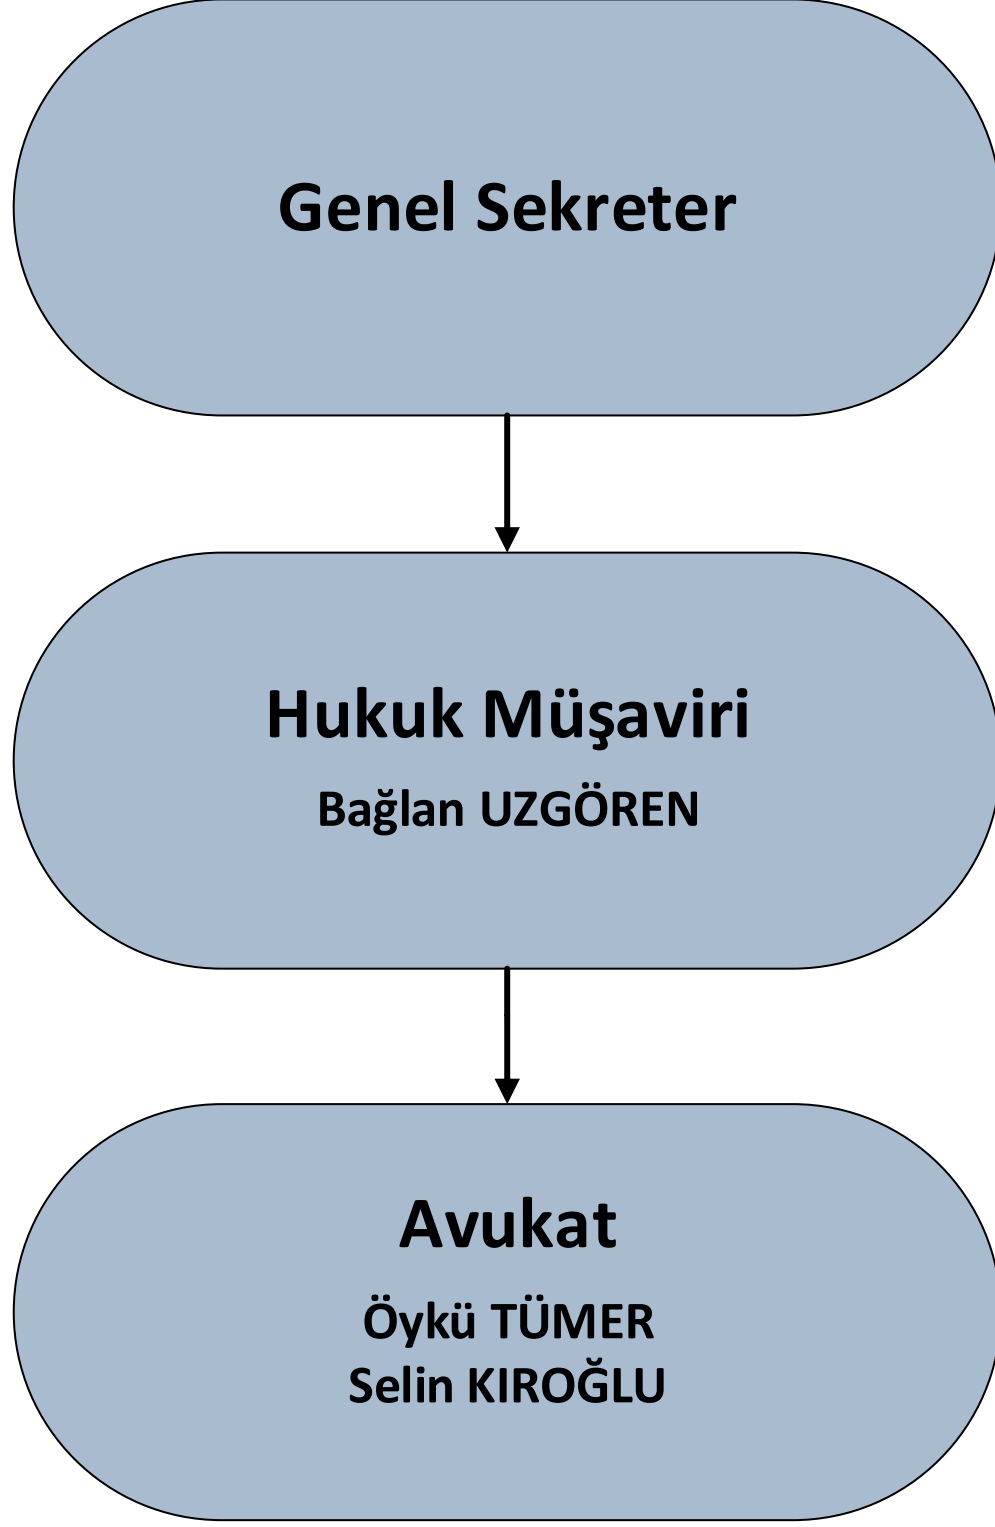 Genel Sekreter
Hukuk Müşaviri
Bağlan UZGÖREN
Avukat
Öykü TÜMER
Selin KIROĞLU